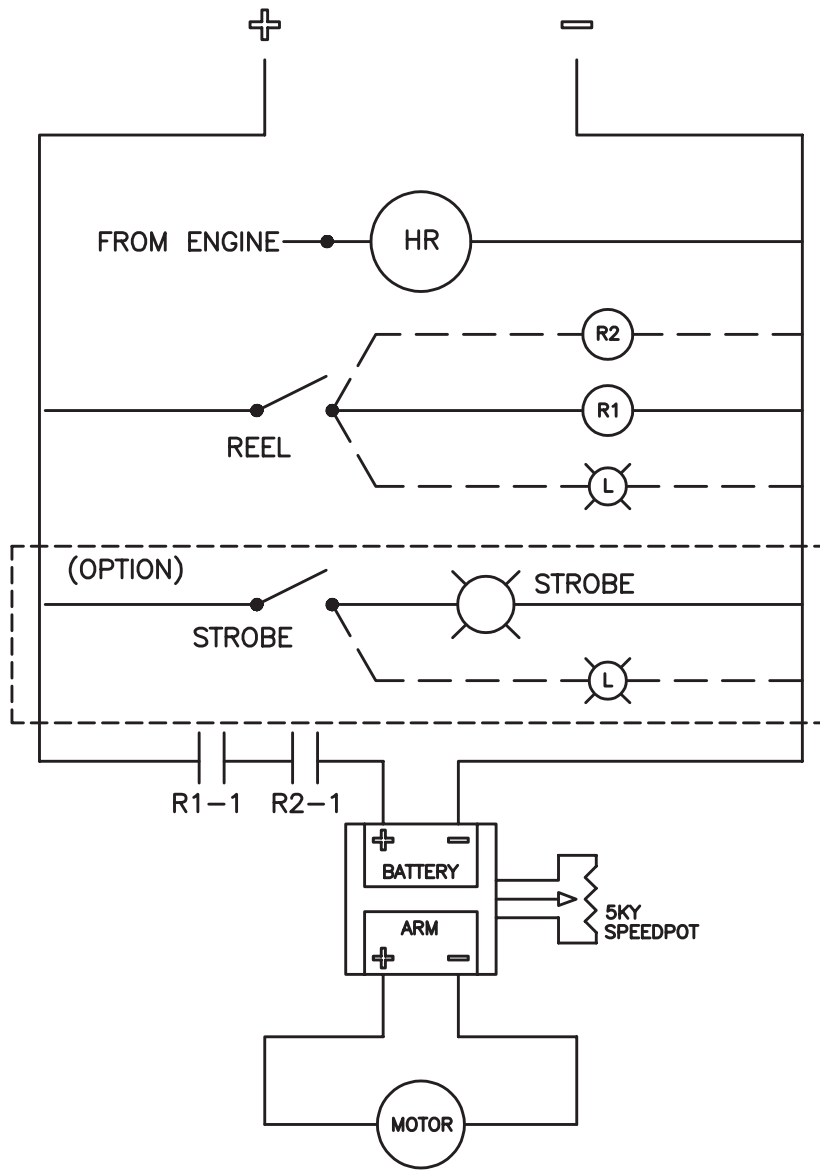 + −
FROM ENGINE
HR
R2
R1
REEL
L
(OPTION)
STROBE
STROBE
L
R1-1 R2-1
+ −
BATTERY
ARM
5KY
SPEEDPOT
+ −
MOTOR